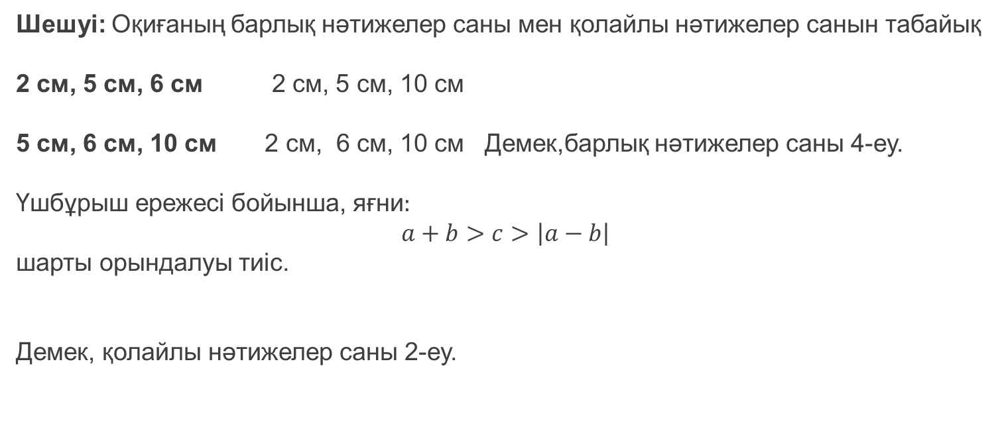 Шешуі: Оқиғаның барлық нәтижелер саны мен қолайлы нәтижелер санын табайық
2 см, 5 см, 6 см 2 см, 5 см, 10 см
5 см, 6 см, 10 см 2 см, 6 см, 10 см Демек,барлық нәтижелер саны 4-еу.
Үшбұрыш ережесі бойынша, яғни:
a + b > c > |a − b|
шарты орындалуы тиіс.
Демек, қолайлы нәтижелер саны 2-еу.